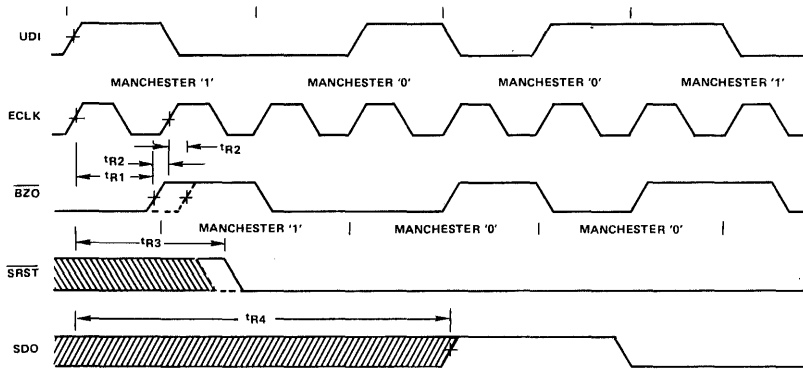 UDI
MANCHESTER '1' MANCHESTER '0' MANCHESTER '0' MANCHESTER '1'
ECLK
tR2
tR2
tR1
BZO
MANCHESTER '1' MANCHESTER '0' MANCHESTER '0'
tR3
SRST
tR4
SDO